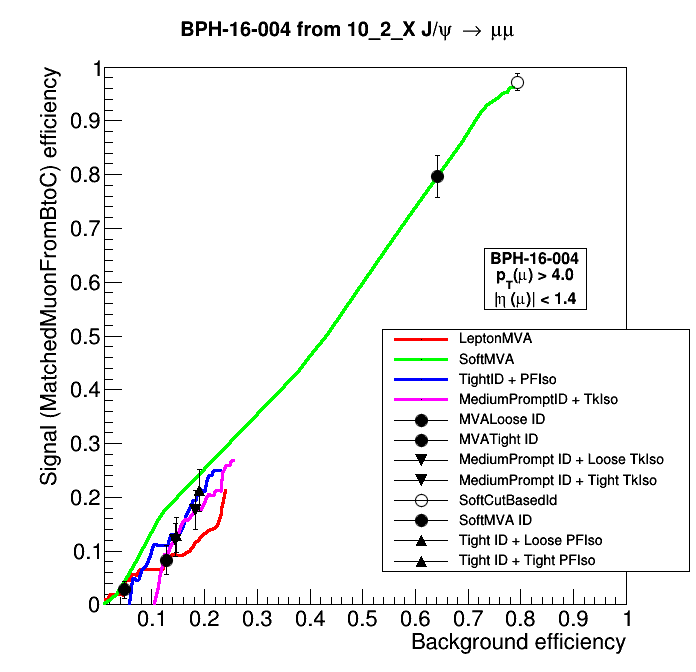 BPH-16-004 from 10_2_X J/ψ → μμ
Signal (MatchedMuonFromBtoC) efficiency
1
0.9
0.8
0.7
0.6
0.5
0.4
0.3
0.2
0.1
0
BPH-16-004
p_T(μ) > 4.0
|η (μ)| < 1.4
LeptonMVA
SoftMVA
TightID + PFIso
MediumPromptID + TkIso
MVALoose ID
MVATight ID
MediumPrompt ID + Loose TkIso
MediumPrompt ID + Tight TkIso
SoftCutBasedId
SoftMVA ID
Tight ID + Loose PFIso
Tight ID + Tight PFIso
0.1 0.2 0.3 0.4 0.5 0.6 0.7 0.8 0.9 1
Background efficiency